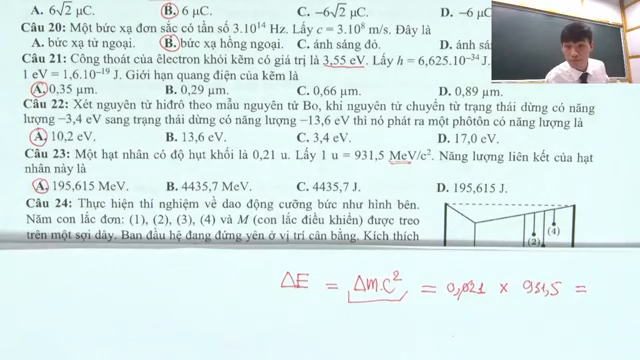 A. 6√2 μC. B. 6 μC. C. −6√2 μC. D. −6 μC
Câu 20: Một bức xạ đơn sắc có tần số 3.10¹⁴ Hz. Lấy c = 3.10⁸ m/s. Đây là
A. bức xạ tử ngoại. B. bức xạ hồng ngoại. C. ánh sáng đỏ. D. ánh sá
Câu 21: Công thoát của êlectron khỏi kẽm có giá trị là 3,55 eV. Lấy h = 6,625.10⁻³⁴ J.
1 eV = 1,6.10⁻¹⁹ J. Giới hạn quang điện của kẽm là
A. 0,35 μm. B. 0,29 μm. C. 0,66 μm. D. 0,89 μm.
Câu 22: Xét nguyên tử hiđrô theo mẫu nguyên tử Bo, khi nguyên tử chuyển từ trạng thái dừng có năng
lượng −3,4 eV sang trạng thái dừng có năng lượng −13,6 eV thì nó phát ra một phôtôn có năng lượng là
A. 10,2 eV. B. 13,6 eV. C. 3,4 eV. D. 17,0 eV.
Câu 23: Một hạt nhân có độ hụt khối là 0,21 u. Lấy 1 u = 931,5 MeV/c². Năng lượng liên kết của hạt
nhân này là
A. 195,615 MeV. B. 4435,7 MeV. C. 4435,7 J. D. 195,615 J.
Câu 24: Thực hiện thí nghiệm về dao động cưỡng bức như hình bên.
Năm con lắc đơn: (1), (2), (3), (4) và M (con lắc điều khiển) được treo
trên một sợi dây. Ban đầu hệ đang đứng yên ở vị trí cân bằng. Kích thích
(2) (4)
ΔE = Δm.c² = 0,021 × 931,5 =